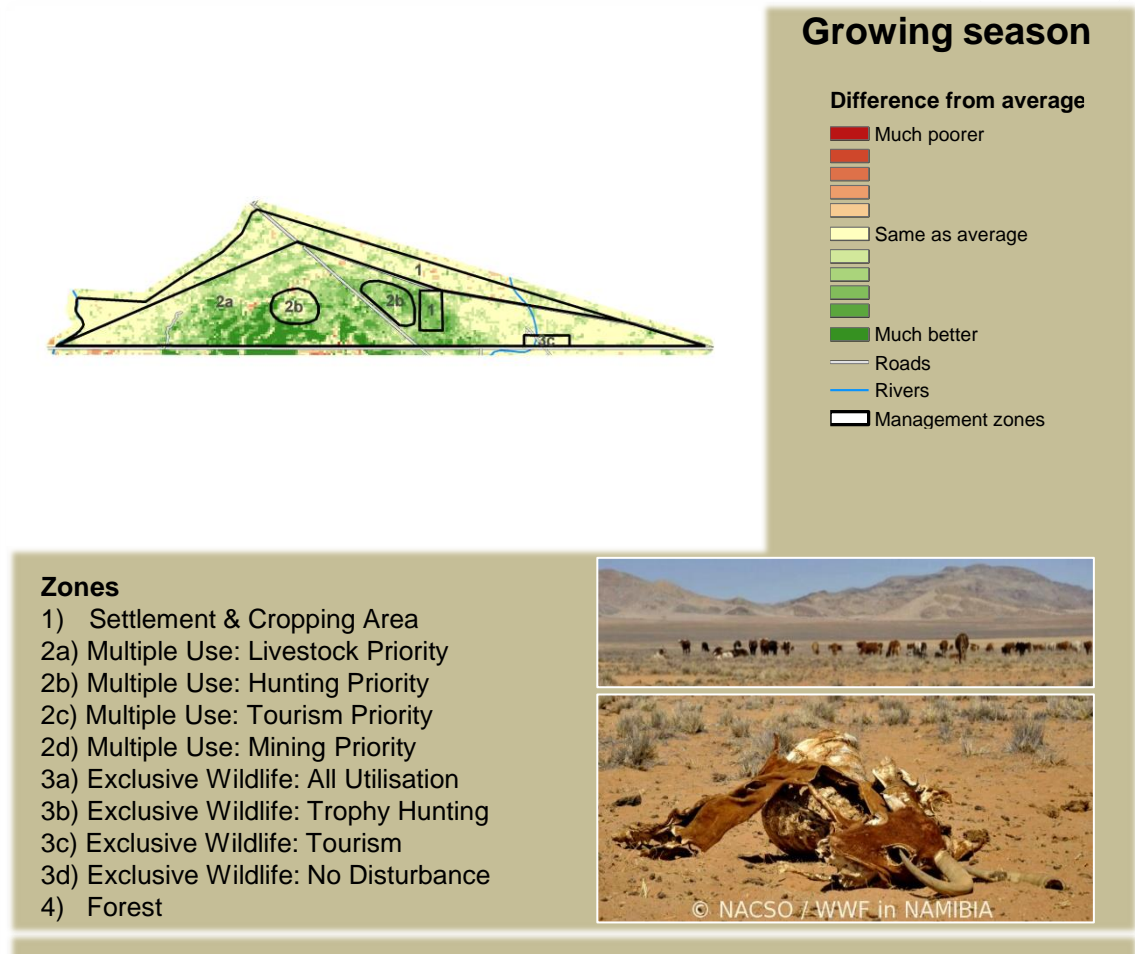 Growing season
Difference from average
Much poorer
Same as average
Much better
Roads
Rivers
Management zones
1
2a
2b
2b
1
3c
Zones
1) Settlement & Cropping Area
2a) Multiple Use: Livestock Priority
2b) Multiple Use: Hunting Priority
2c) Multiple Use: Tourism Priority
2d) Multiple Use: Mining Priority
3a) Exclusive Wildlife: All Utilisation
3b) Exclusive Wildlife: Trophy Hunting
3c) Exclusive Wildlife: Tourism
3d) Exclusive Wildlife: No Disturbance
4) Forest
© NACSO / WWF in NAMIBIA